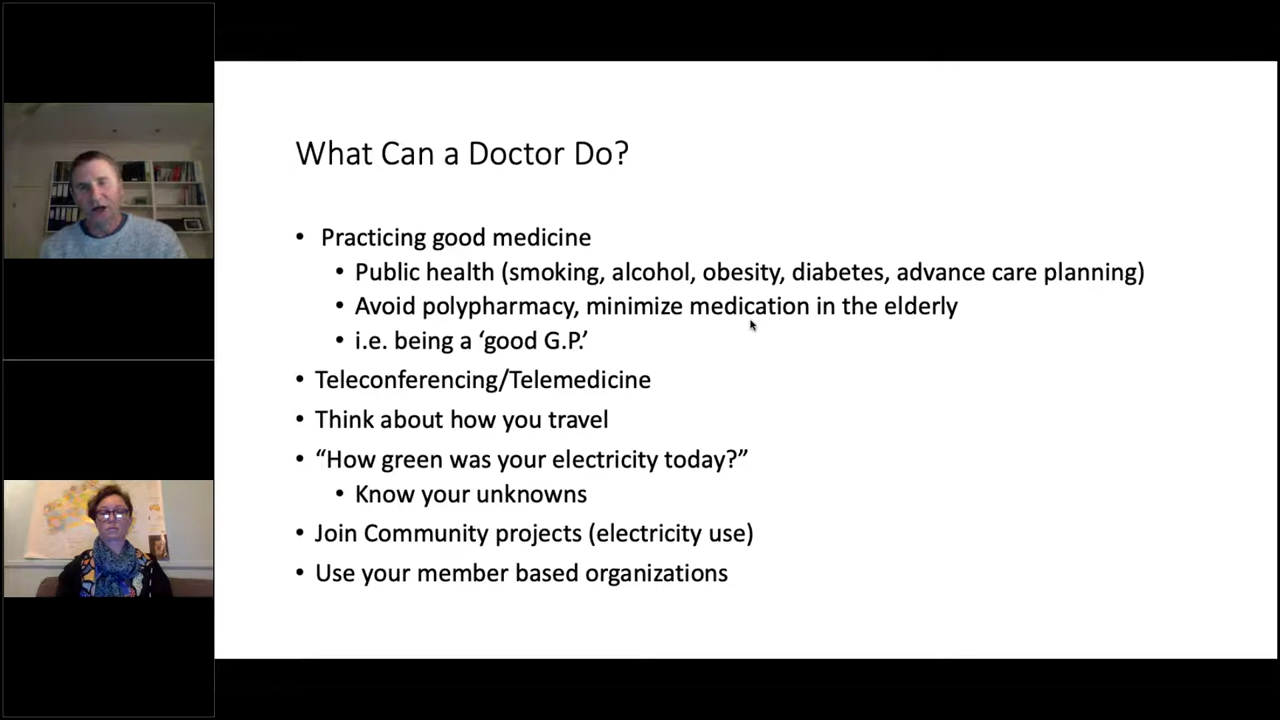 What Can a Doctor Do?
• Practicing good medicine
• Public health (smoking, alcohol, obesity, diabetes, advance care planning)
• Avoid polypharmacy, minimize medication in the elderly
• i.e. being a ‘good G.P.’
• Teleconferencing/Telemedicine
• Think about how you travel
• “How green was your electricity today?”
• Know your unknowns
• Join Community projects (electricity use)
• Use your member based organizations